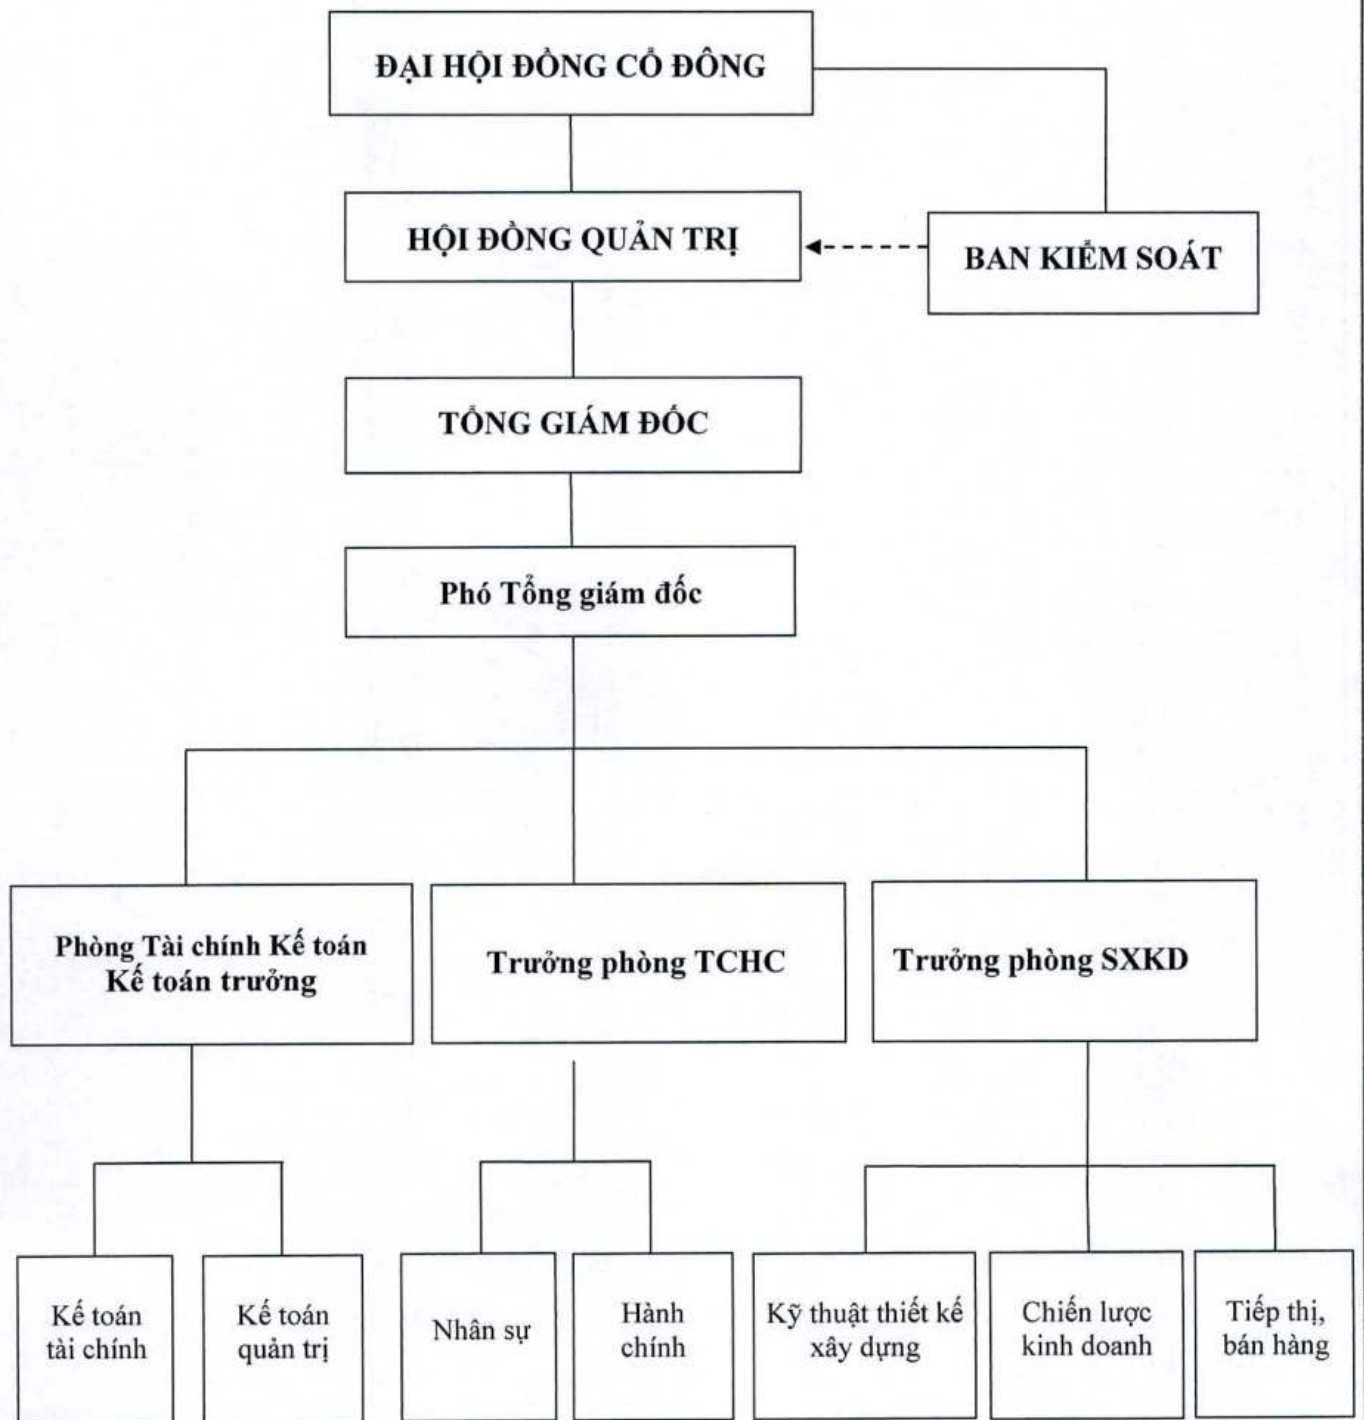 ĐẠI HỘI ĐỒNG CỔ ĐÔNG
HỘI ĐỒNG QUẢN TRỊ
BAN KIỂM SOÁT
TỔNG GIÁM ĐỐC
Phó Tổng giám đốc
Phòng Tài chính Kế toán
Kế toán trưởng
Trưởng phòng TCHC
Trưởng phòng SXKD
Kế toán
tài chính
Kế toán
quản trị
Nhân sự
Hành
chính
Kỹ thuật thiết kế
xây dựng
Chiến lược
kinh doanh
Tiếp thị,
bán hàng